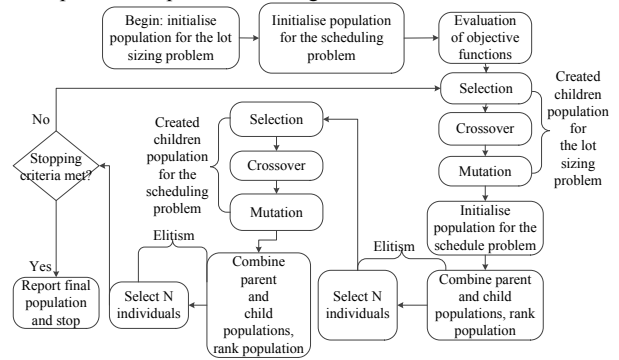 Begin: initialise
population for the lot
sizing problem
Iinitialise population
for the scheduling
problem
Evaluation
of objective
functions
Selection
Crossover
Mutation
Created
children
population
for
the lot
sizing
problem
Initialise
population for the
schedule problem
Combine parent
and child
populations, rank
population
Elitism
Select N
individuals
Selection
Crossover
Mutation
Created
children
population
for the
scheduling
problem
Combine
parent
and
child
populations,
rank population
Elitism
Select N
individuals
Stopping
criteria met?
No
Yes
Report final
population
and stop